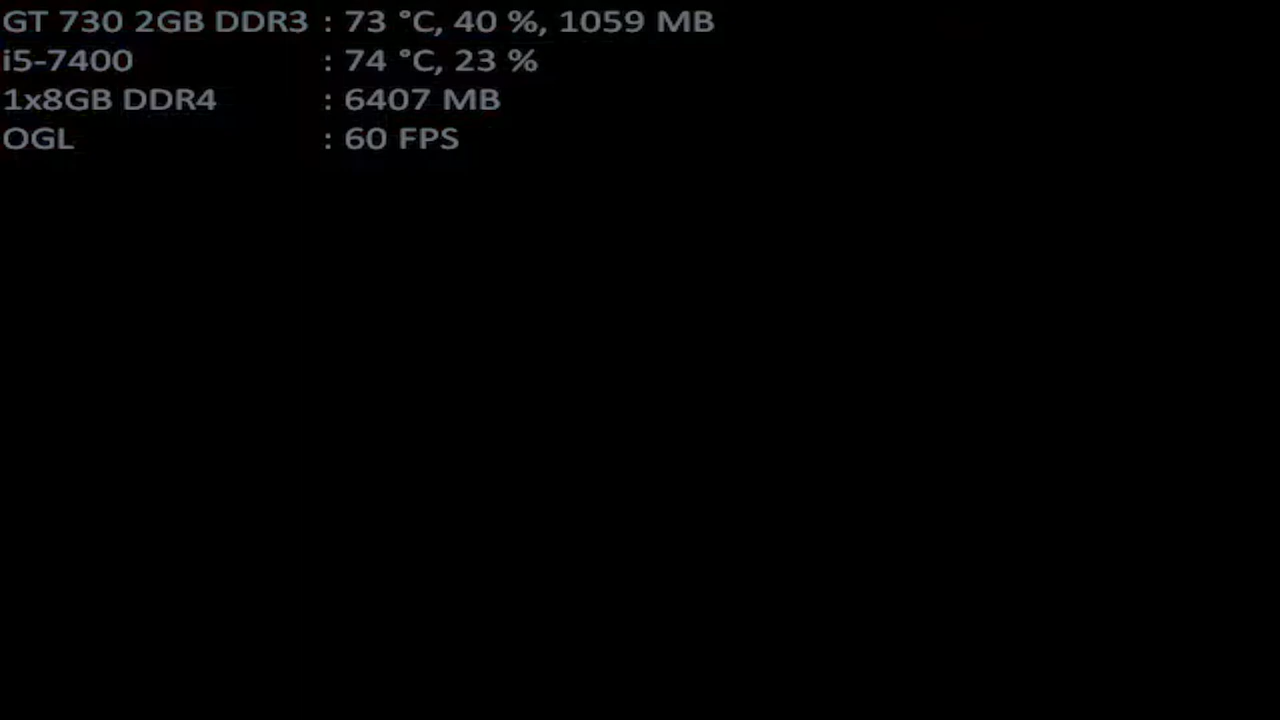 GT 730 2GB DDR3 : 73 °C, 40 %, 1059 MB
i5-7400 : 74 °C, 23 %
1x8GB DDR4 : 6407 MB
OGL : 60 FPS